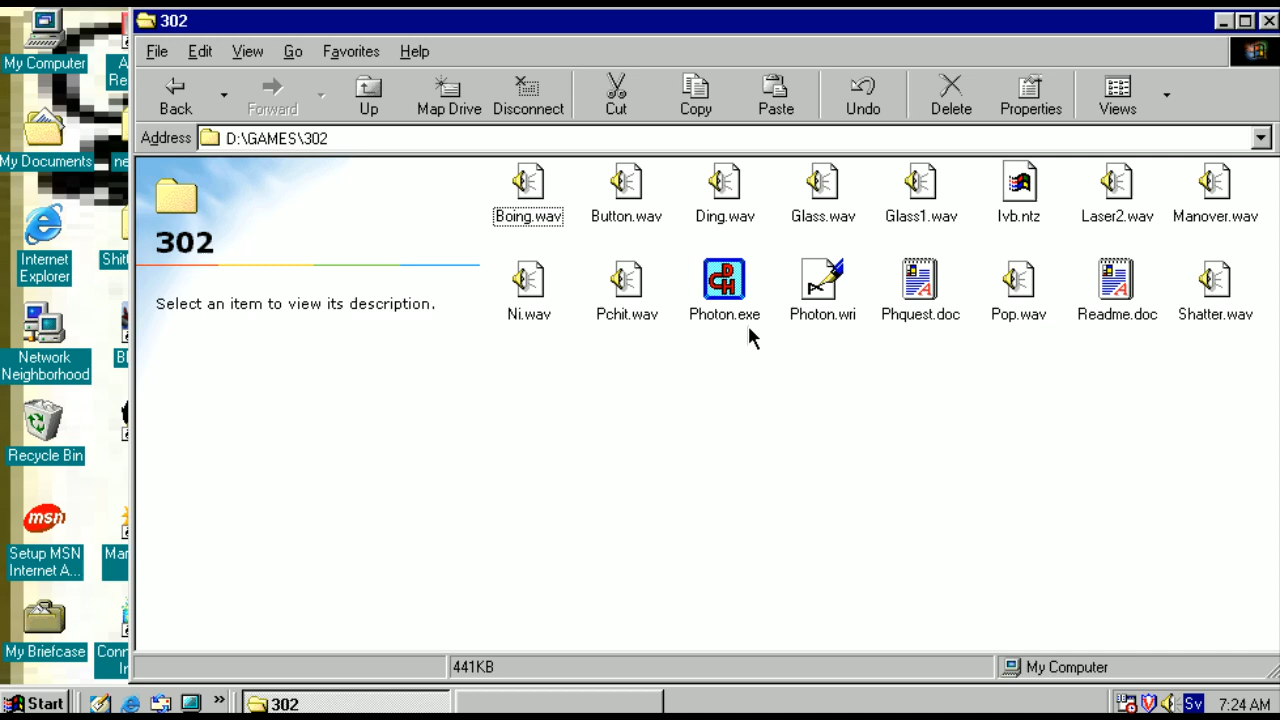 302
File Edit View Go Favorites Help
Back Forward Up Map Drive Disconnect Cut Copy Paste Undo Delete Properties Views
Address D:\GAMES\302
302
Select an item to view its description.
Boing.wav Button.wav Ding.wav Glass.wav Glass1.wav lvb.ntz Laser2.wav Manover.wav
Ni.wav Pchit.wav Photon.exe Photon.wri Phquest.doc Pop.wav Readme.doc Shatter.wav
My Computer
My Documents
Internet
Explorer
Network
Neighborhood
Recycle Bin
msn
Setup MSN
Internet A...
My Briefcase
441KB My Computer
Start 302 Sv 7:24 AM